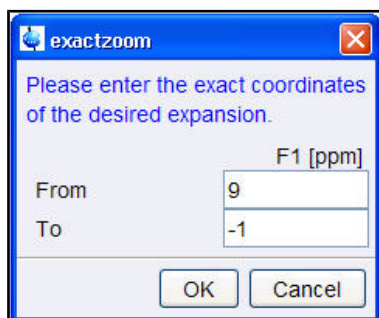 exactzoom
Please enter the exact coordinates
of the desired expansion.
F1 [ppm]
From 9
To -1
OK Cancel